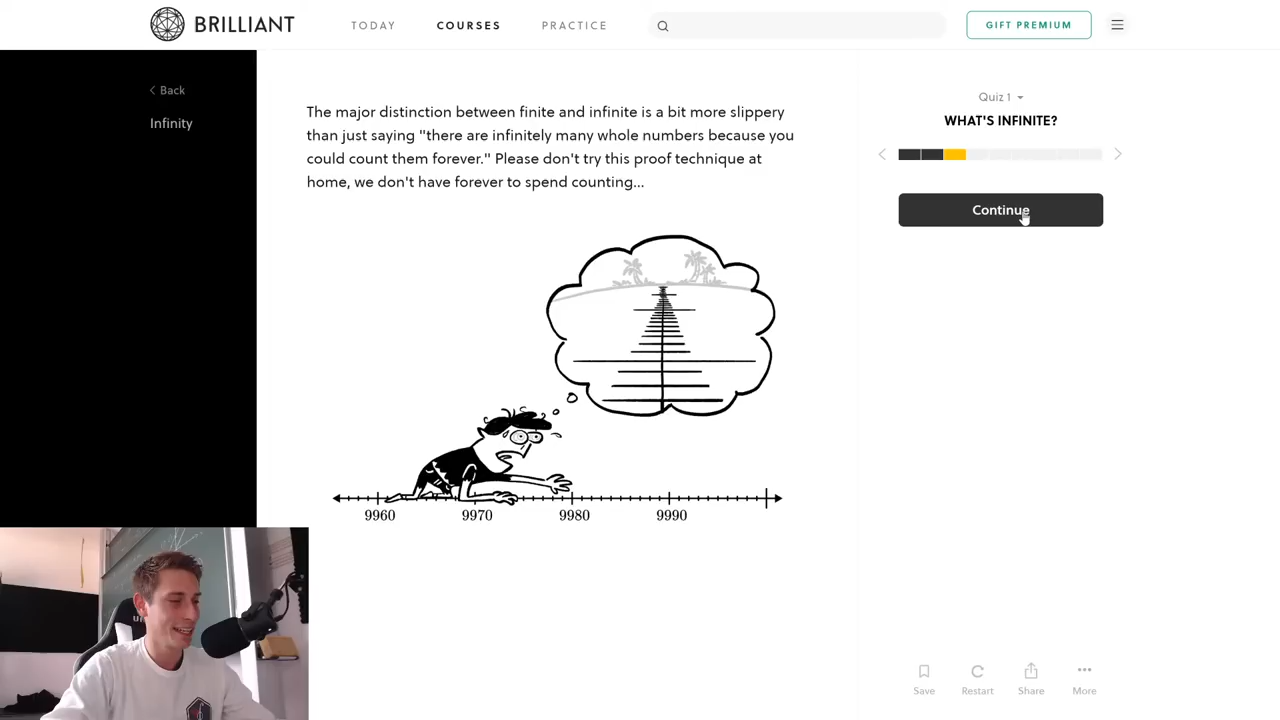 BRILLIANT
TODAY
COURSES
PRACTICE
GIFT PREMIUM
Back
Infinity
The major distinction between finite and infinite is a bit more slippery
than just saying "there are infinitely many whole numbers because you
could count them forever." Please don't try this proof technique at
home, we don't have forever to spend counting...
9960
9970
9980
9990
Quiz 1
WHAT'S INFINITE?
Continue
Save
Restart
Share
More